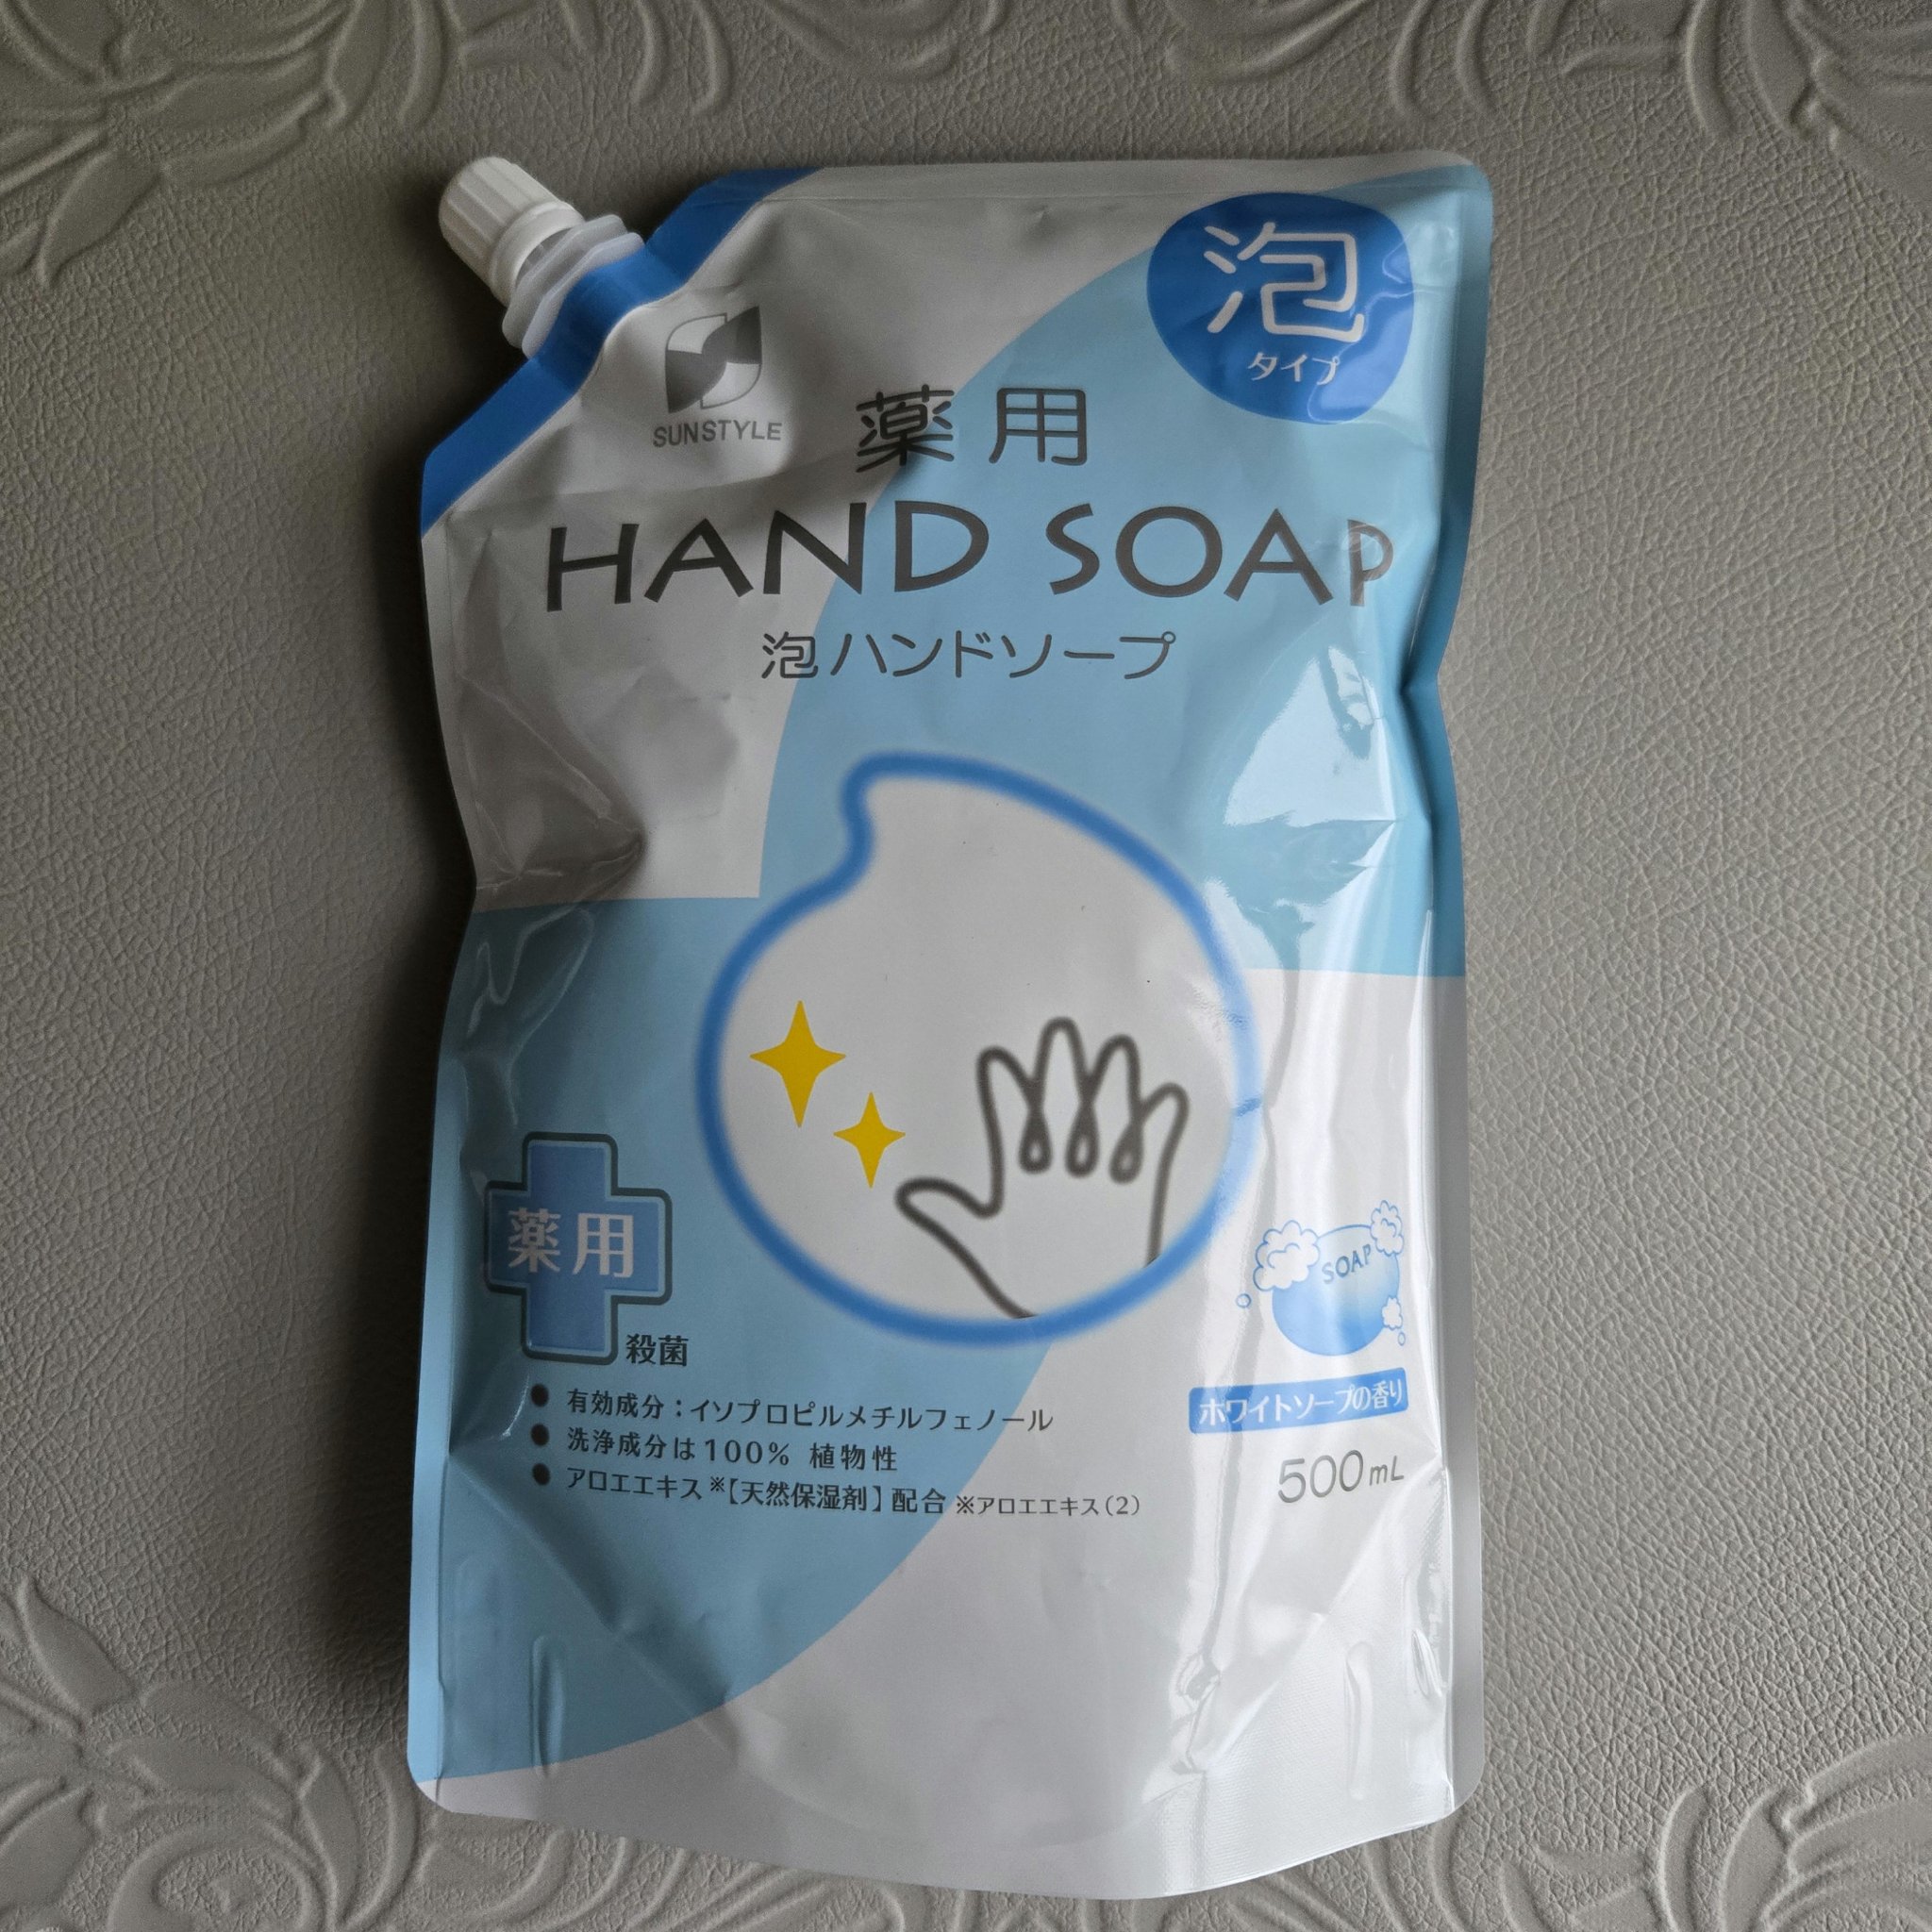 泡
タイプ
SUNSTYLE
薬用
HAND SOAP
泡ハンドソープ
薬用
殺菌
SOAP
ホワイトソープの香り
● 有効成分：イソプロピルメチルフェノール
● 洗浄成分は100% 植物性
● アロエエキス※【天然保湿剤】配合 ※アロエエキス(2)
500mL